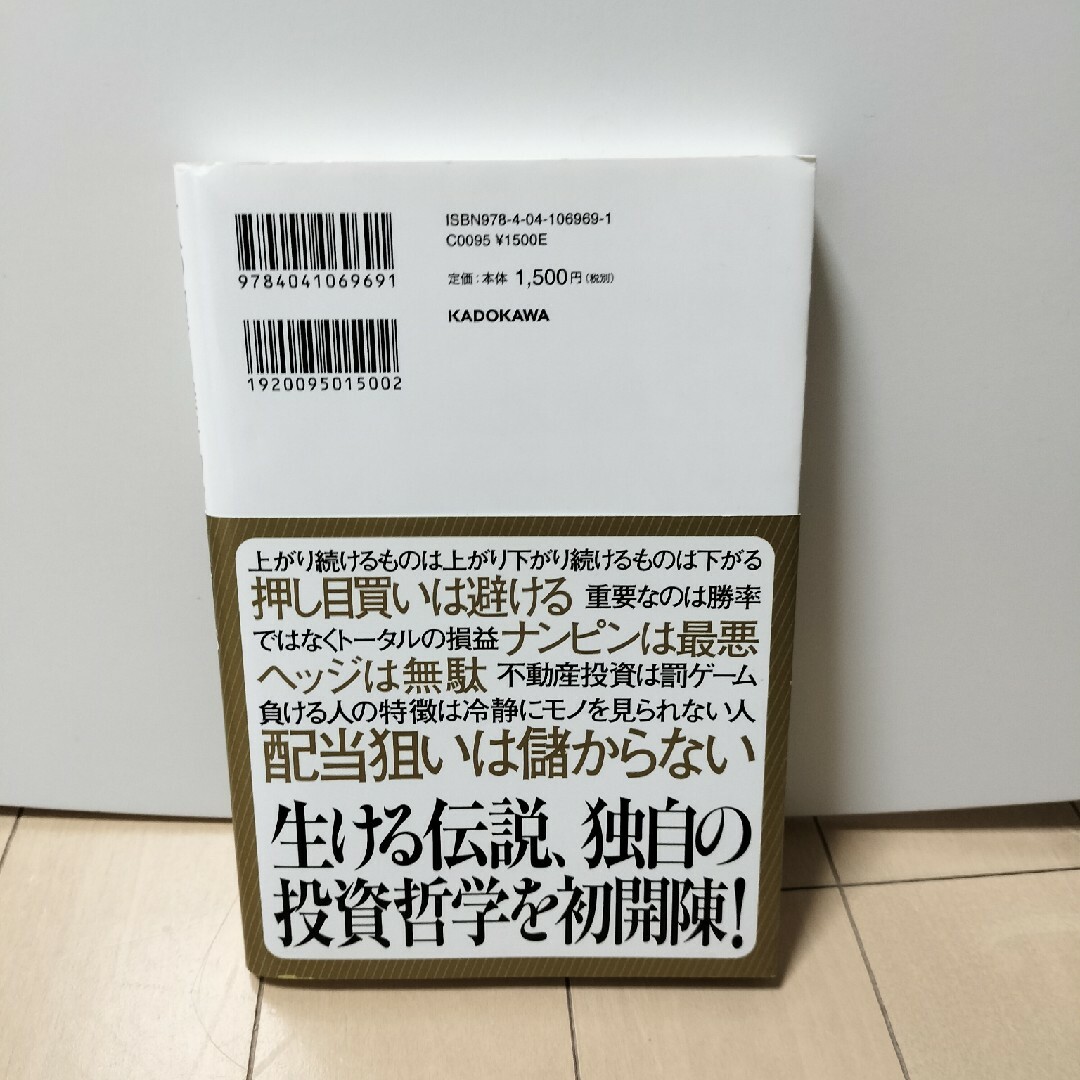 9784041069691
1920095015002
ISBN978-4-04-106969-1
C0095 ¥1500E
定価:本体 1,500円(税別)
KADOKAWA
上がり続けるものは上がり下がり続けるものは下がる
押し目買いは避ける 重要なのは勝率
ではなくトータルの損益ナンピンは最悪
ヘッジは無駄 不動産投資は罰ゲーム
負ける人の特徴は冷静にモノを見られない人
配当狙いは儲からない
生ける伝説、独自の
投資哲学を初開陳!